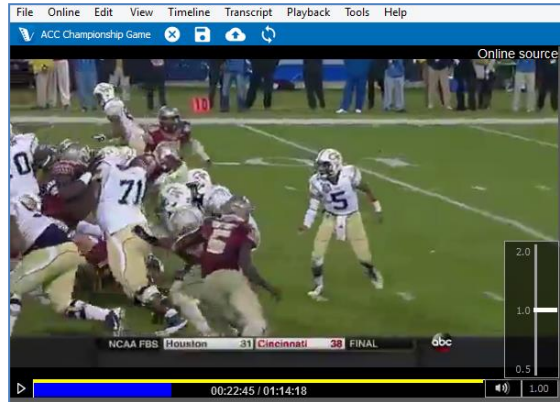 File Online Edit View Timeline Transcript Playback Tools Help
ACC Championship Game
Online source
10
71
5
2.0
1.0
0.5
NCAA FBS Houston 31 Cincinnati 38 FINAL abc
00:22:45 / 01:14:18
1.00